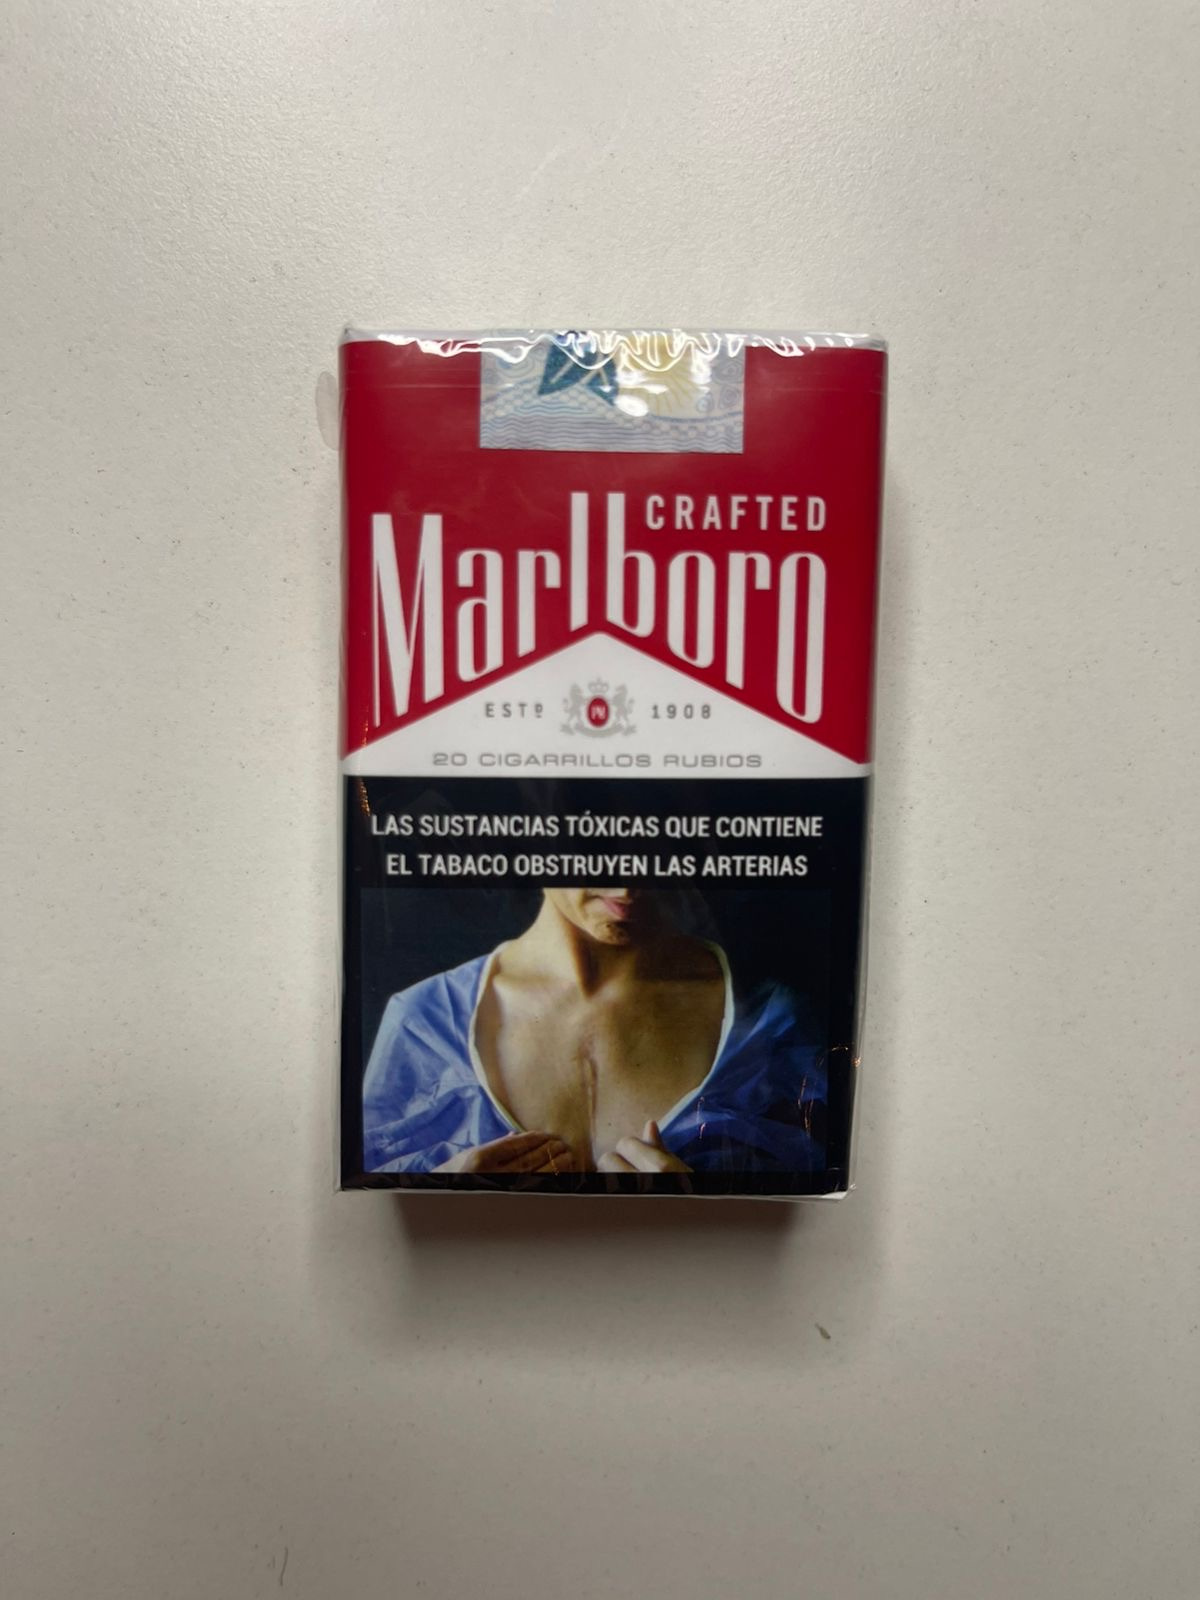 CRAFTED
Marlboro
ESTD 1908
20 CIGARRILLOS RUBIOS
LAS SUSTANCIAS TÓXICAS QUE CONTIENE
EL TABACO OBSTRUYEN LAS ARTERIAS